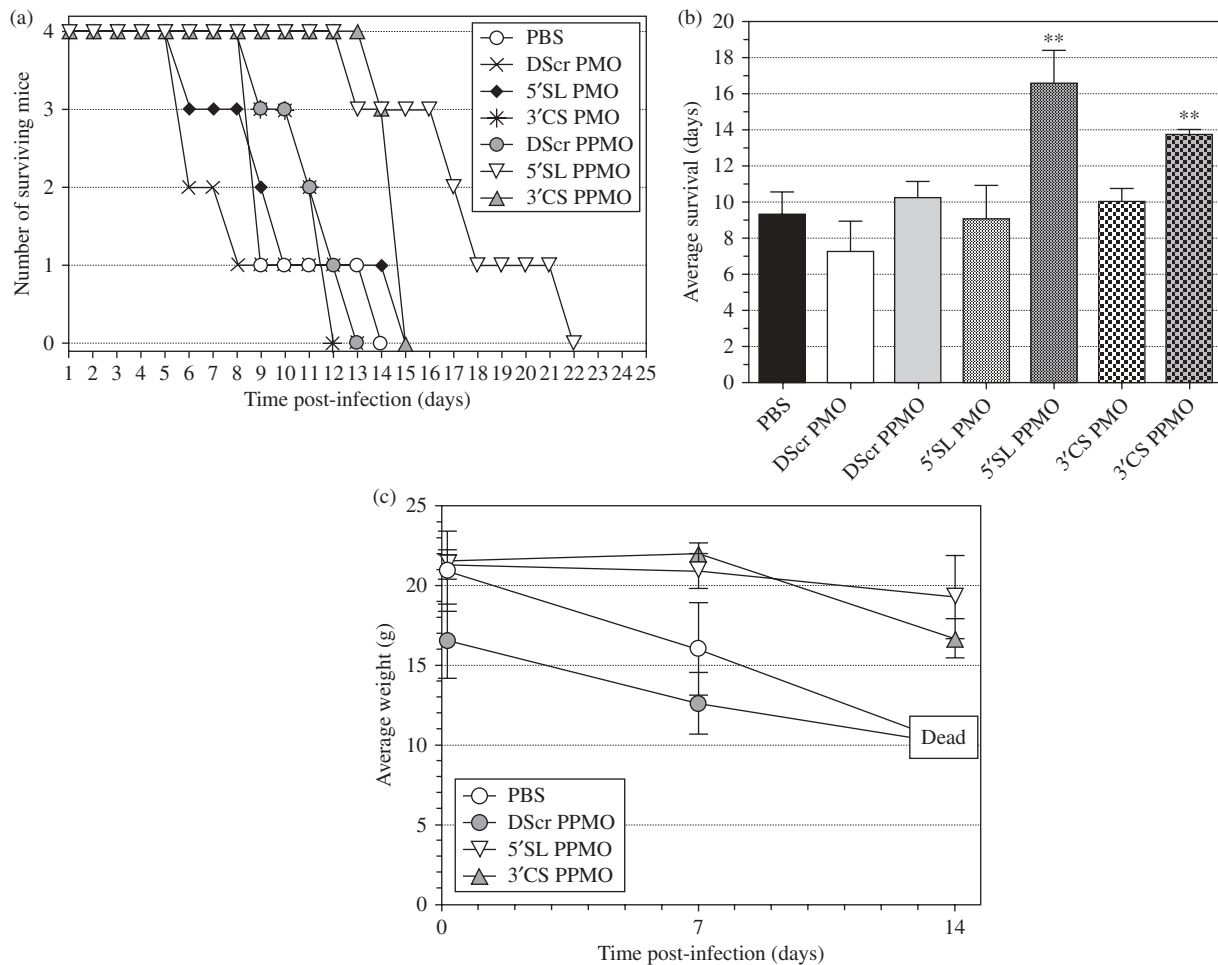 (a)
Number of surviving mice
4
3
2
1
0
1 2 3 4 5 6 7 8 9 10 11 12 13 14 15 16 17 18 19 20 21 22 23 24 25
Time post-infection (days)
PBS
DScr PMO
5′SL PMO
3′CS PMO
DScr PPMO
5′SL PPMO
3′CS PPMO
(b)
Average survival (days)
20
18
16
14
12
10
8
6
4
2
0
**
**
PBS
DScr PMO
DScr PPMO
5′SL PMO
5′SL PPMO
3′CS PMO
3′CS PPMO
(c)
Average weight (g)
25
20
15
10
5
0
Dead
PBS
DScr PPMO
5′SL PPMO
3′CS PPMO
0 7 14
Time post-infection (days)